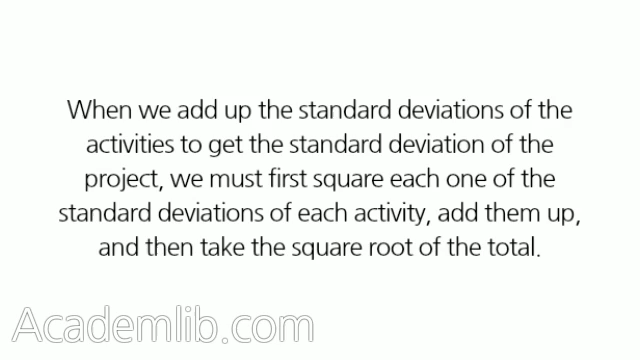 When we add up the standard deviations of the
activities to get the standard deviation of the
project, we must first square each one of the
standard deviations of each activity, add them up,
and then take the square root of the total.
Academlib.com